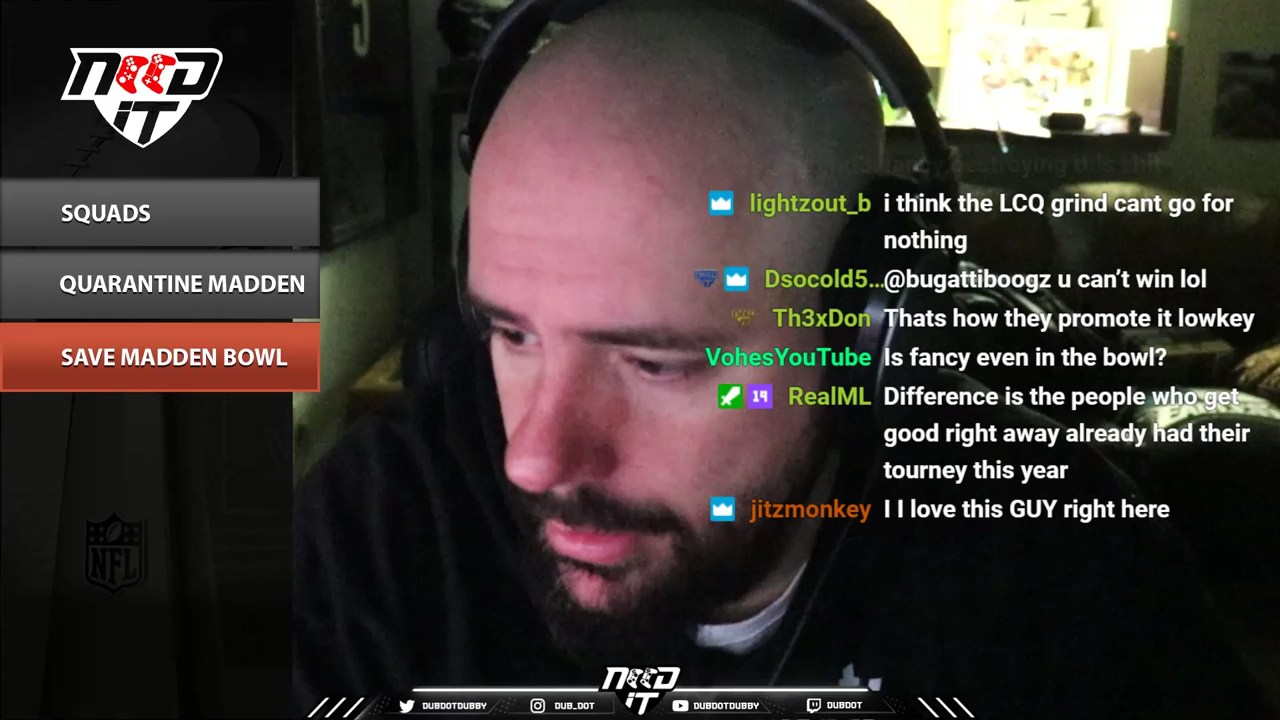 NEED
iT
SQUADS
QUARANTINE MADDEN
SAVE MADDEN BOWL
NFL
lightzout_b i think the LCQ grind cant go for
nothing
Dsocold5...@bugattiboogz u can't win lol
Th3xDon Thats how they promote it lowkey
VohesYouTube Is fancy even in the bowl?
19 RealML Difference is the people who get
good right away already had their
tourney this year
jitzmonkey I I love this GUY right here
NEED
iT
DUBDOTDUBBY DUB_DOT DUBDOTDUBBY DUBDOT